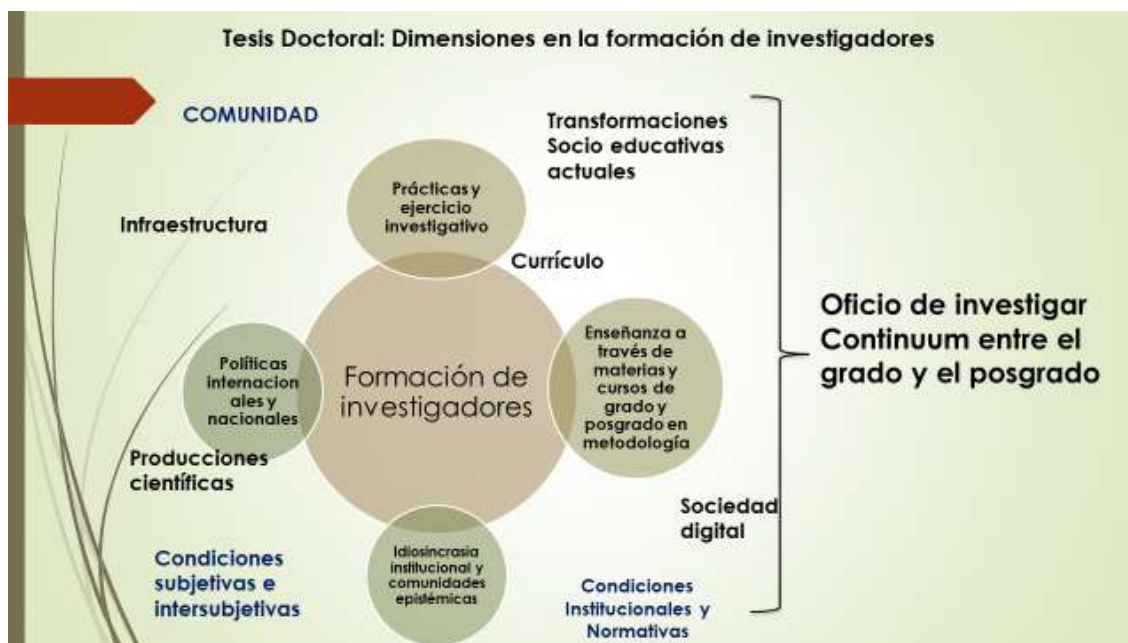 Tesis Doctoral: Dimensiones en la formación de investigadores
COMUNIDAD
Transformaciones
Socio educativas
actuales
Prácticas y
ejercicio
investigativo
Infraestructura
Currículo
Oficio de investigar
Continuum entre el
grado y el posgrado
Políticas
internacion
ales y
nacionales
Formación de
investigadores
Enseñanza a
través de
materias y
cursos de
grado y
posgrado en
metodología
Producciones
científicas
Sociedad
digital
Condiciones
subjetivas e
intersubjetivas
Idiosincrasia
institucional y
comunidades
epistémicas
Condiciones
Institucionales y
Normativas